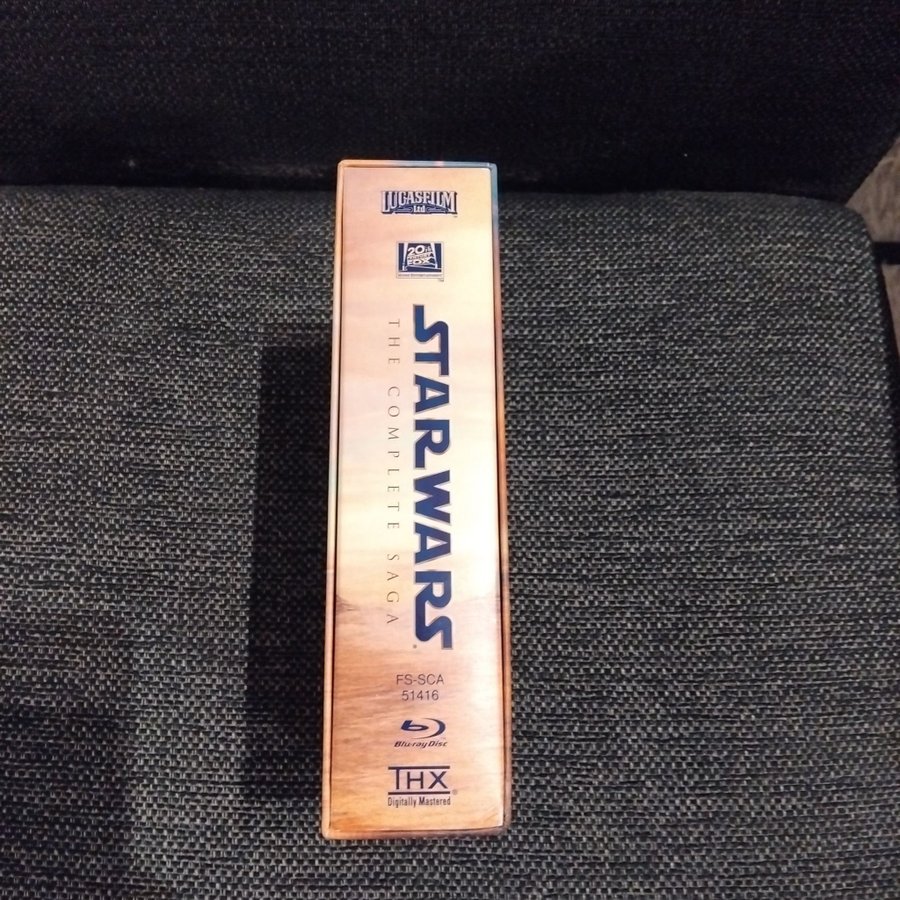 LUCASFILM
Ltd
20th
CENTURY
FOX
STAR WARS
THE COMPLETE SAGA
FS-SCA
51416
Blu-ray Disc
THX
Digitally Mastered